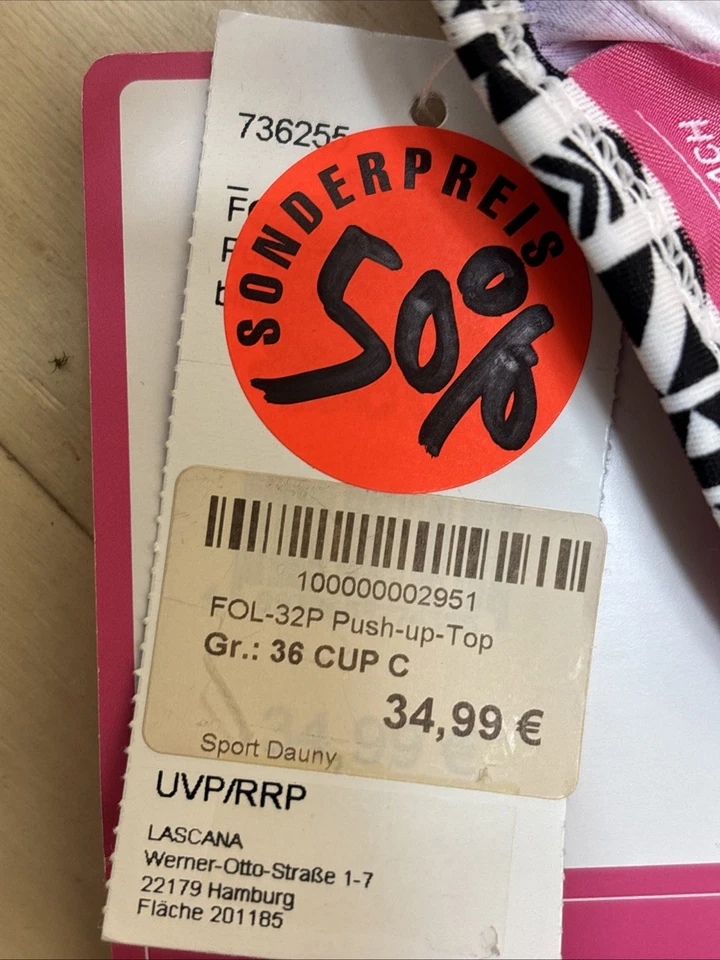 736255
SONDERPREIS
50%
100000002951
FOL-32P Push-up-Top
Gr.: 36 CUP C
34,99 €
Sport Dauny
UVP/RRP
LASCANA
Werner-Otto-Straße 1-7
22179 Hamburg
Fläche 201185